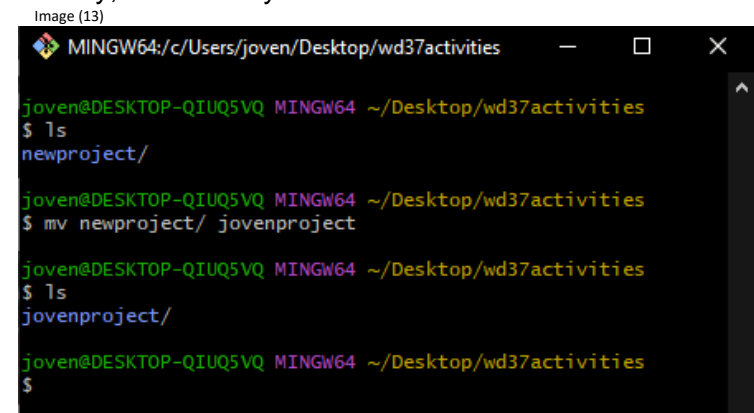 Image (13)
MINGW64:/c/Users/joven/Desktop/wd37activities
joven@DESKTOP-QIUQ5VQ MINGW64 ~/Desktop/wd37activities
$ ls
newproject/
joven@DESKTOP-QIUQ5VQ MINGW64 ~/Desktop/wd37activities
$ mv newproject/ jovenproject
joven@DESKTOP-QIUQ5VQ MINGW64 ~/Desktop/wd37activities
$ ls
jovenproject/
joven@DESKTOP-QIUQ5VQ MINGW64 ~/Desktop/wd37activities
$